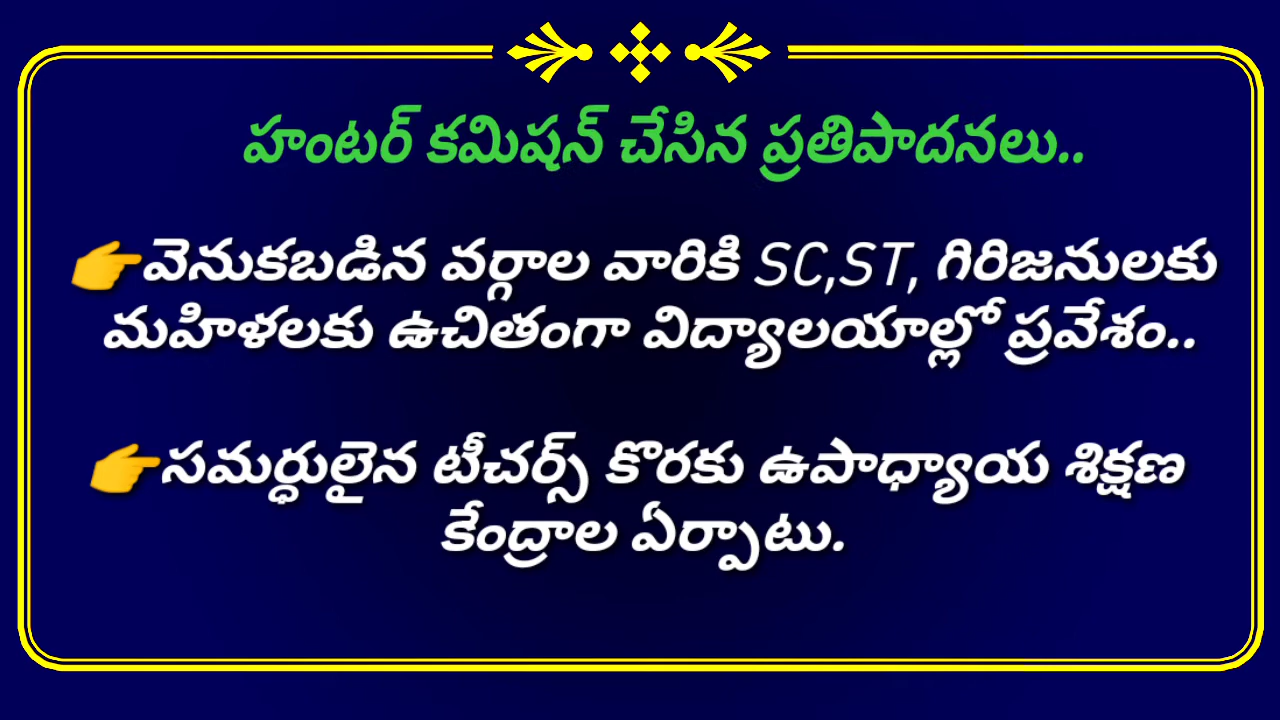 హంటర్ కమిషన్ చేసిన ప్రతిపాదనలు..
👉వెనుకబడిన వర్గాల వారికి SC,ST, గిరిజనులకు
మహిళలకు ఉచితంగా విద్యాలయాల్లో ప్రవేశం..
👉సమర్ధులైన టీచర్స్ కొరకు ఉపాధ్యాయ శిక్షణ
కేంద్రాల ఏర్పాటు.